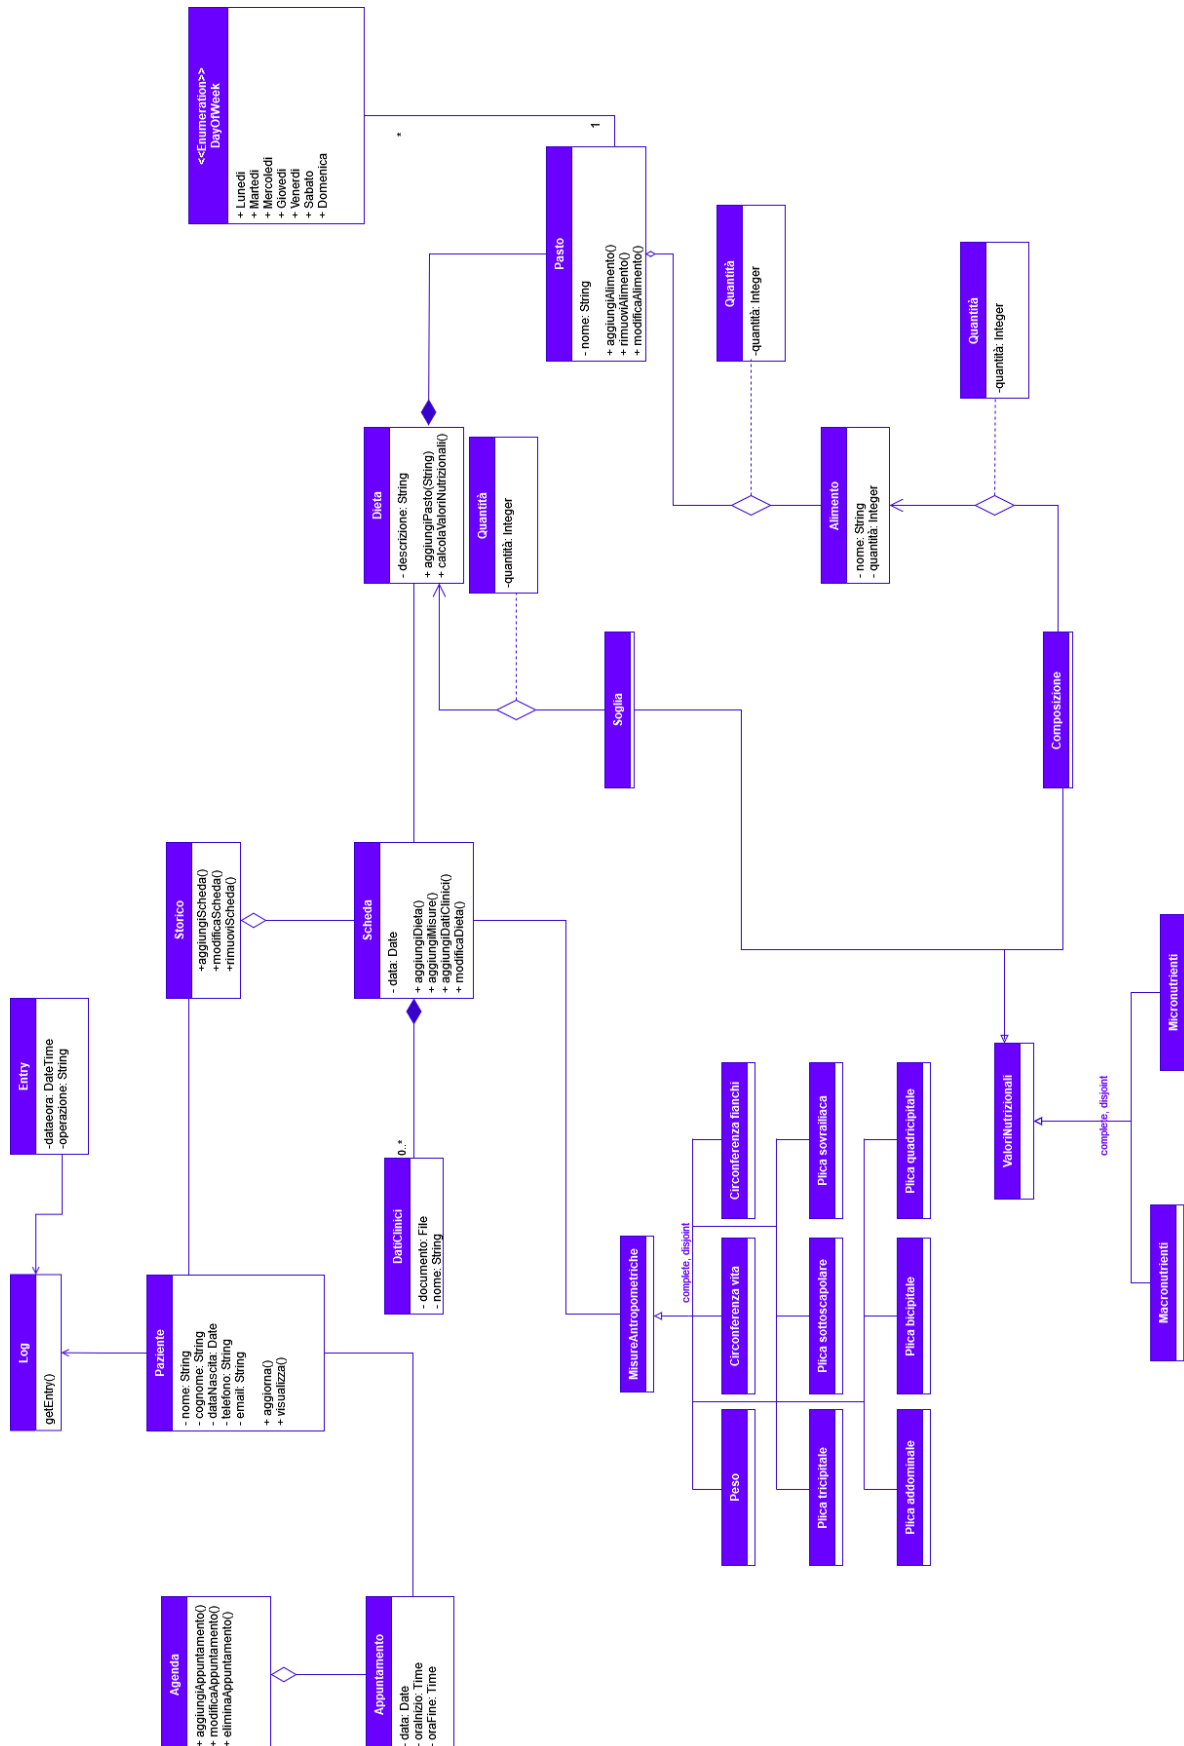 Agenda
+ aggiungiAppuntamento()
+ modificaAppuntamento()
+ eliminaAppuntamento()
Appuntamento
- data: Date
- oraInizio: Time
- oraFine: Time
Log
getEntry()
Entry
-dataeora: DateTime
-operazione: String
Paziente
- nome: String
- cognome: String
- dataNascita: Date
- telefono: String
- email: String
+ aggiorna()
+ visualizza()
Storico
+aggiungiScheda()
+modificaScheda()
+rimuoviScheda()
Scheda
- data: Date
+ aggiungiDieta()
+ aggiungiMisure()
+ aggiungiDatiClinici()
+ modificaDieta()
0..*
DatiClinici
- documento: File
- nome: String
MisureAntropometriche
complete, disjoint
Peso
Circonferenza vita
Circonferenza fianchi
Plica tricipitale
Plica sottoscapolare
Plica sovrailiaca
Plica addominale
Plica bicipitale
Plica quadricipitale
<<Enumeration>>
DayOfWeek
+ Lunedi
+ Martedi
+ Mercoledi
+ Giovedi
+ Venerdi
+ Sabato
+ Domenica
*
1
Dieta
- descrizione: String
+ aggiungiPasto(String)
+ calcolaValoriNutrizionali()
Quantità
-quantità: Integer
Soglia
Pasto
- nome: String
+ aggiungiAlimento()
+ rimuoviAlimento()
+ modificaAlimento()
Quantità
-quantità: Integer
Alimento
- nome: String
- quantità: Integer
Quantità
-quantità: Integer
Composizione
ValoriNutrizionali
complete, disjoint
Macronutrienti
Micronutrienti